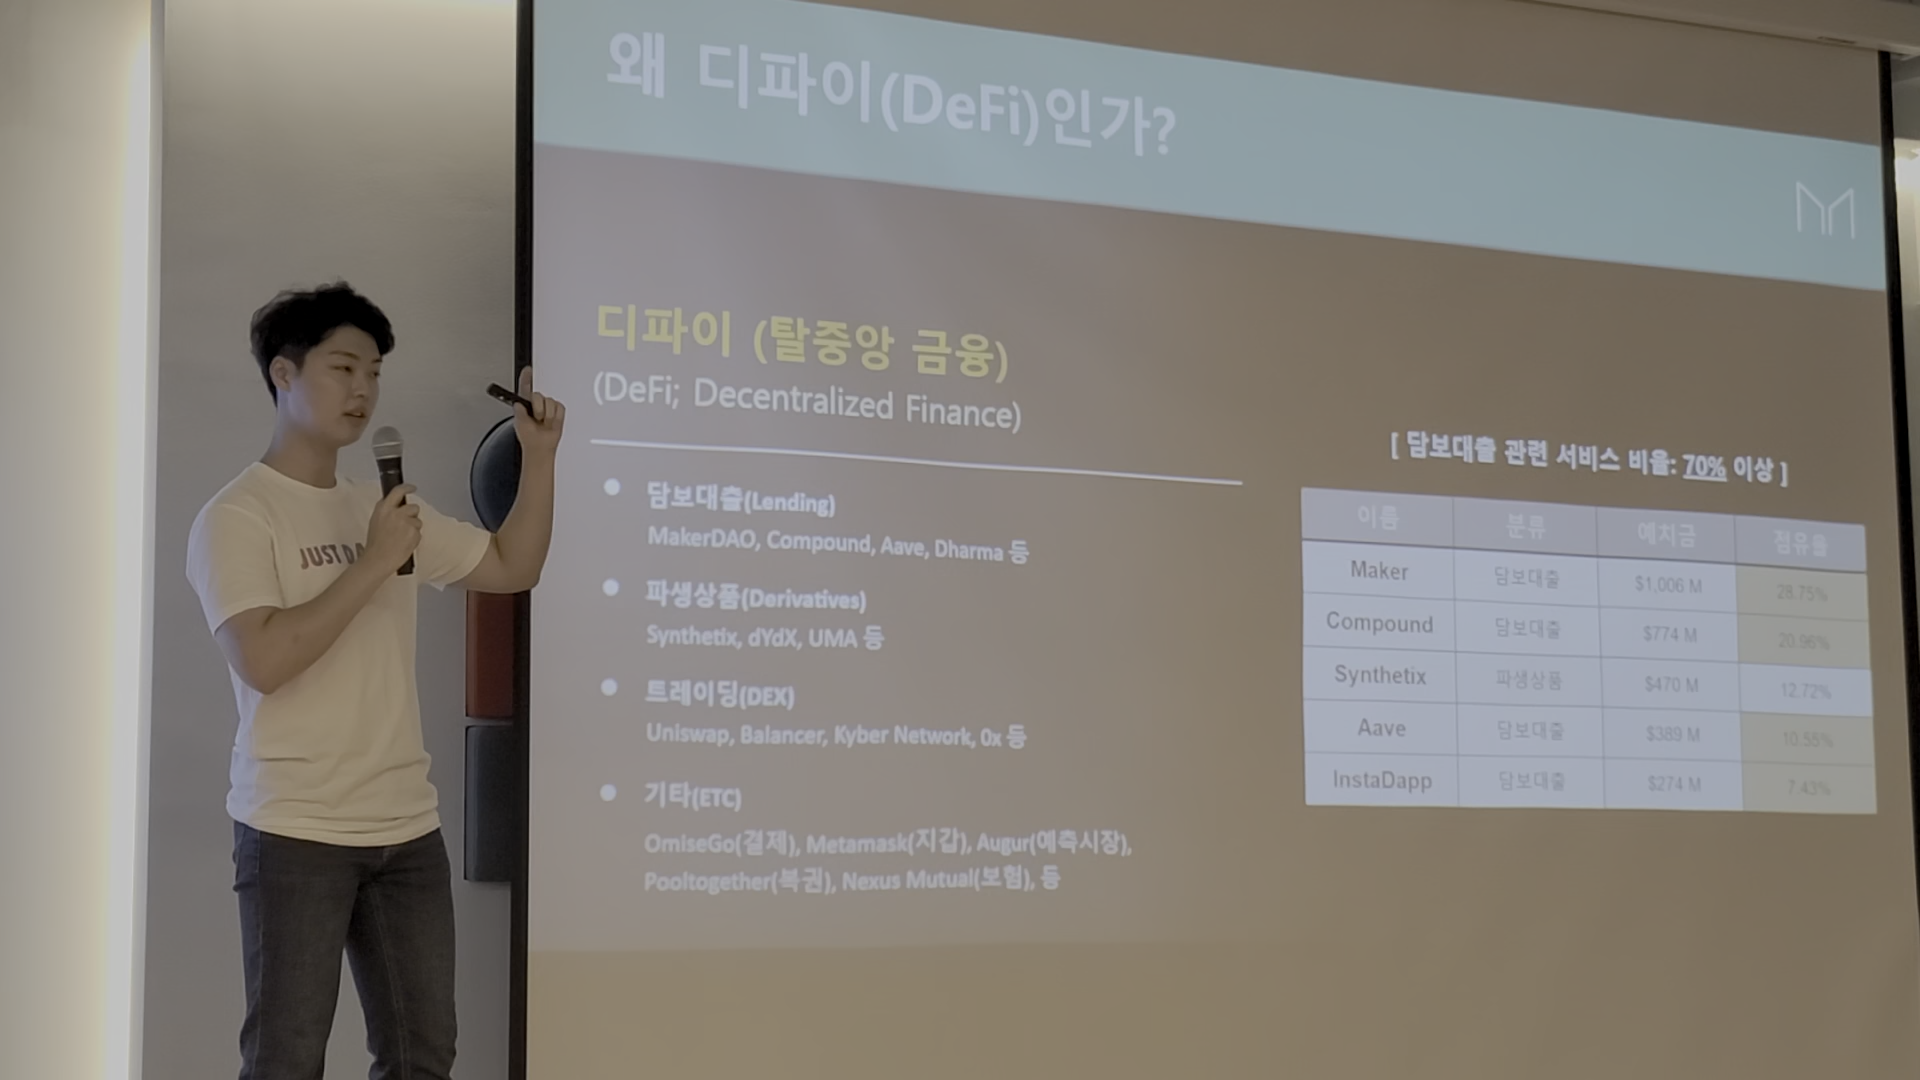 왜 디파이(DeFi)인가?
디파이 (탈중앙 금융)
(DeFi; Decentralized Finance)
담보대출(Lending)
MakerDAO, Compound, Aave, Dharma 등
파생상품(Derivatives)
Synthetix, dYdX, UMA 등
트레이딩(DEX)
Uniswap, Balancer, Kyber Network, 0x 등
기타(ETC)
OmiseGo(결제), Metamask(지갑), Augur(예측시장),
Pooltogether(복권), Nexus Mutual(보험), 등
[ 담보대출 관련 서비스 비율: 70% 이상 ]
이름 분류 예치금 점유율
Maker 담보대출 $1,006 M 28.75%
Compound 담보대출 $774 M 20.96%
Synthetix 파생상품 $470 M 12.72%
Aave 담보대출 $389 M 10.55%
InstaDapp 담보대출 $274 M 7.43%
JUST